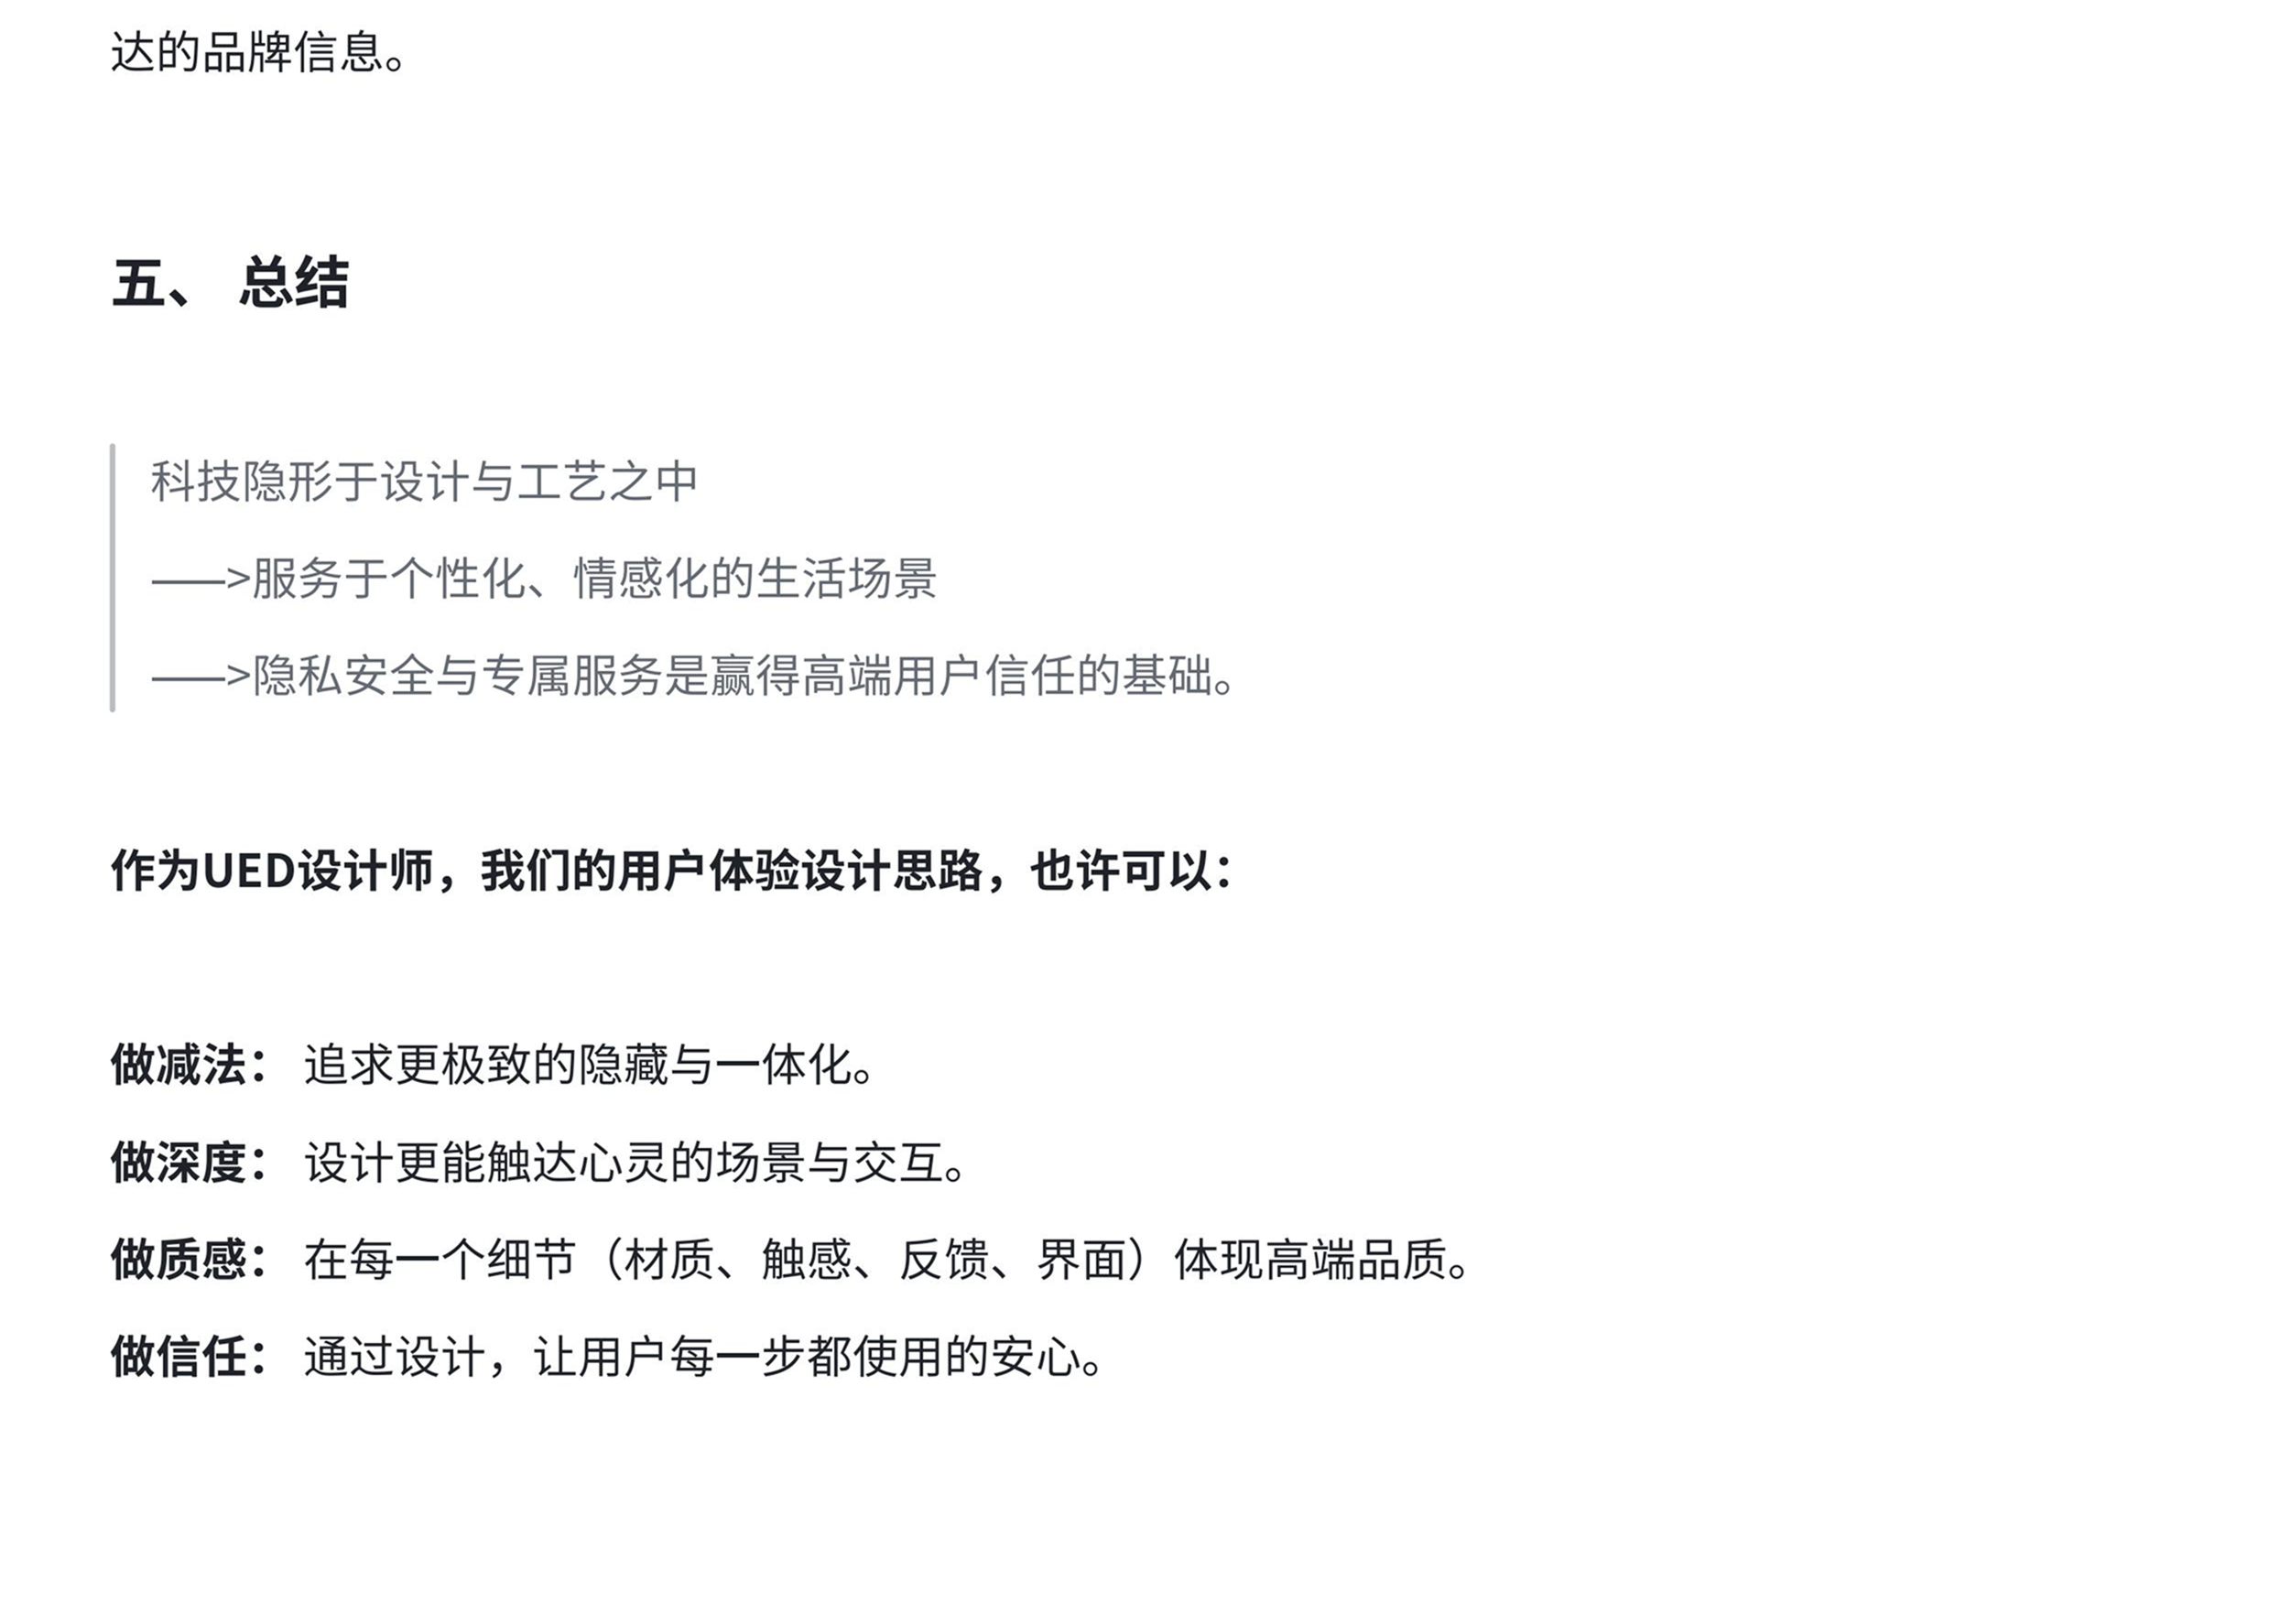 达的品牌信息。
五、 总结
科技隐形于设计与工艺之中
——>服务于个性化、情感化的生活场景
——>隐私安全与专属服务是赢得高端用户信任的基础。
作为UED设计师，我们的用户体验设计思路，也许可以：
做减法： 追求更极致的隐藏与一体化。
做深度： 设计更能触达心灵的场景与交互。
做质感： 在每一个细节（材质、触感、反馈、界面）体现高端品质。
做信任： 通过设计，让用户每一步都使用的安心。